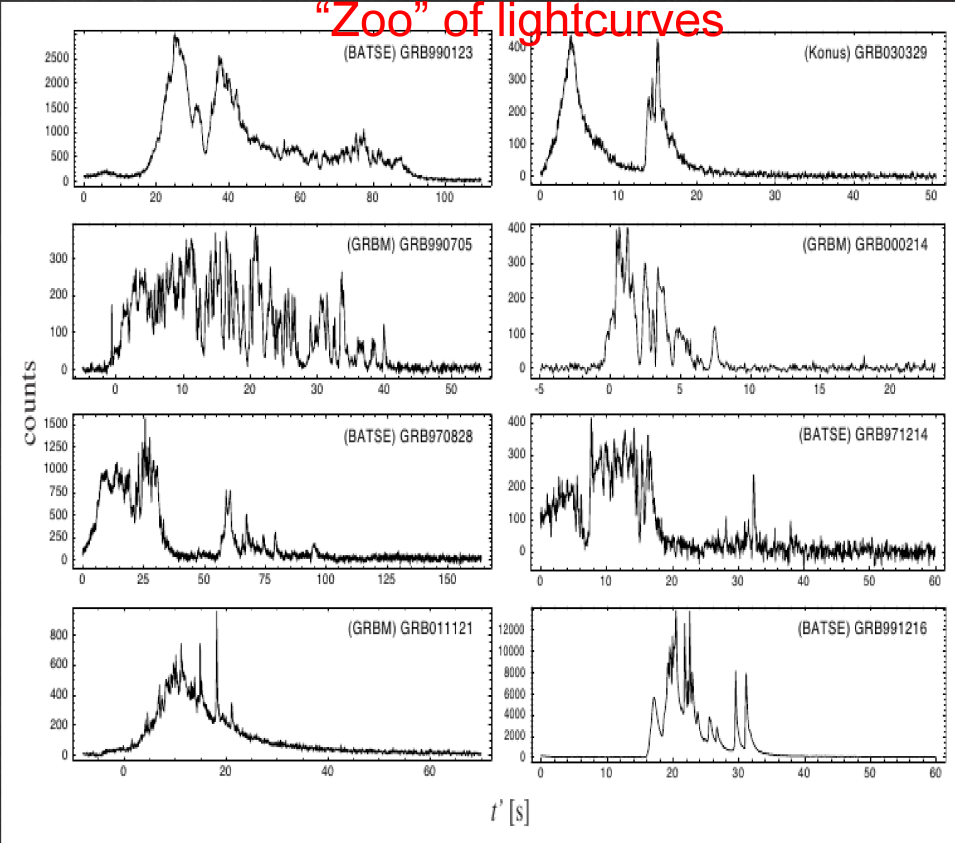 “Zoo” of lightcurves
(BATSE) GRB990123
2500
2000
1500
1000
500
0
0 20 40 60 80 100
(Konus) GRB030329
400
300
200
100
0
0 10 20 30 40 50
(GRBM) GRB990705
300
200
100
0
0 10 20 30 40 50
(GRBM) GRB000214
400
300
200
100
0
-5 0 5 10 15 20
counts
(BATSE) GRB970828
1500
1250
1000
750
500
250
0
0 25 50 75 100 125 150
(BATSE) GRB971214
400
300
200
100
0
0 10 20 30 40 50 60
(GRBM) GRB011121
800
600
400
200
0
0 20 40 60
(BATSE) GRB991216
12000
10000
8000
6000
4000
2000
0
0 10 20 30 40 50 60
t’ [s]